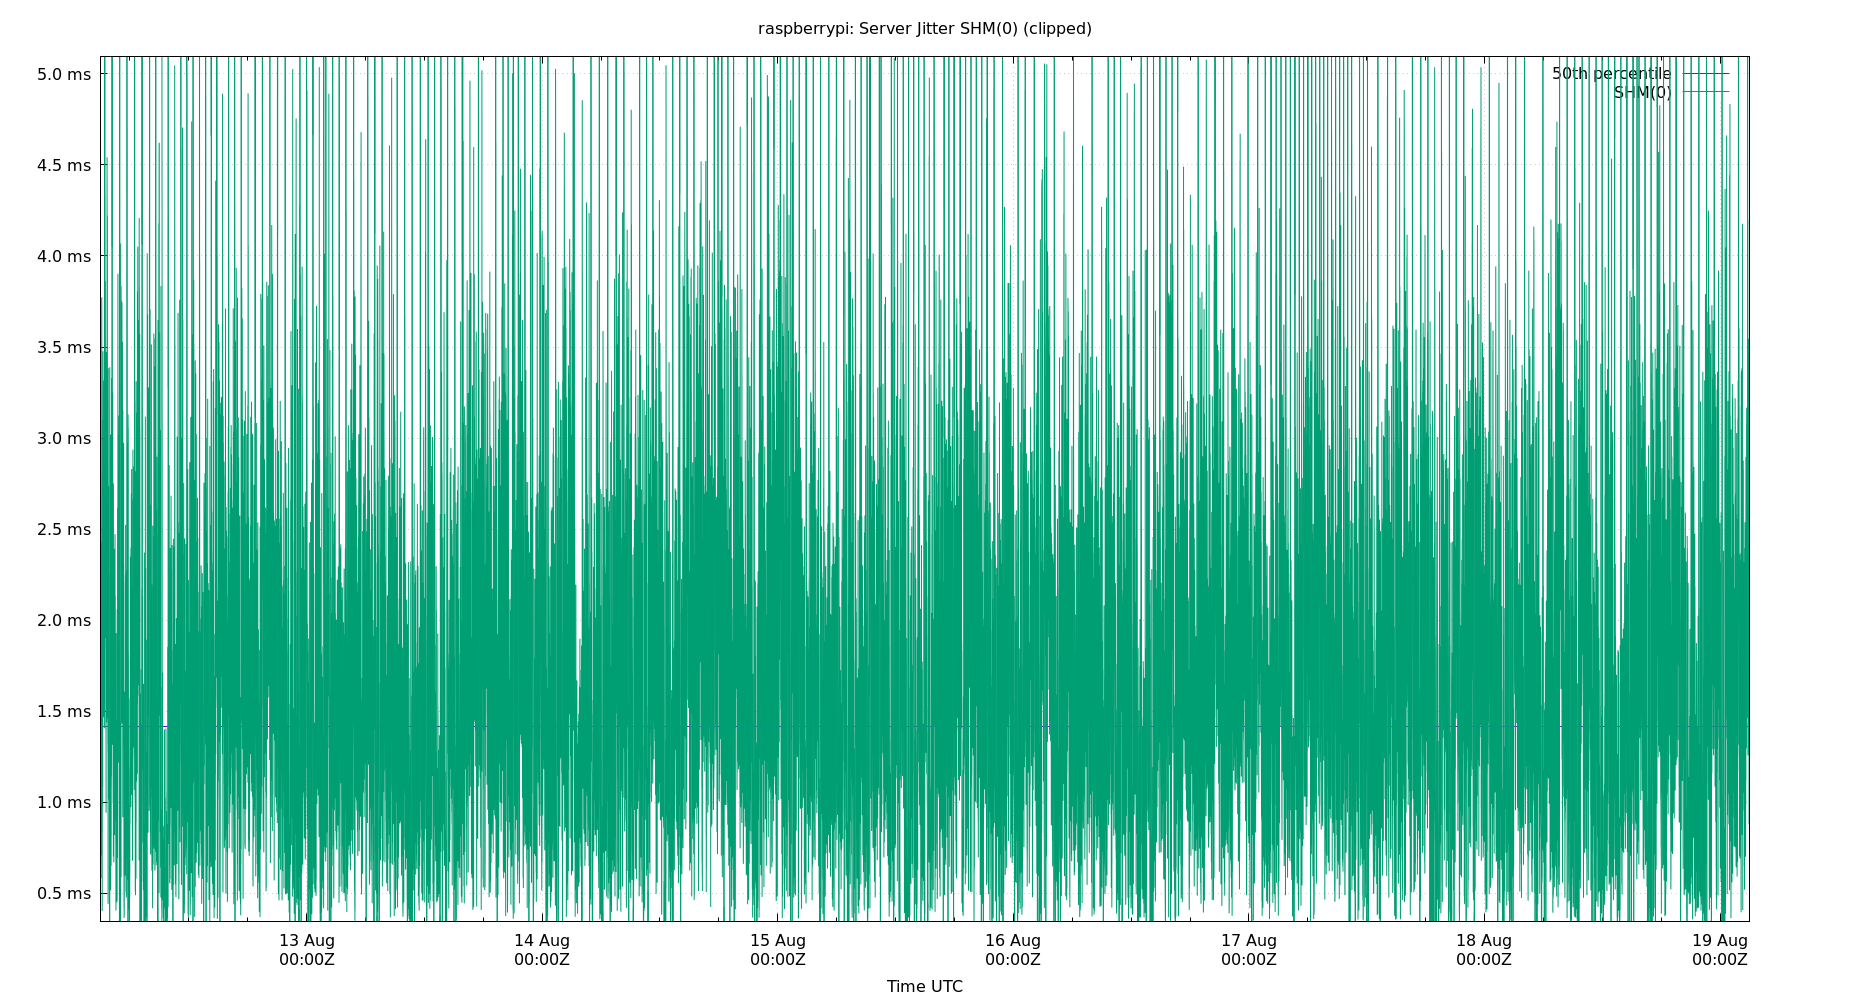 raspberrypi: Server Jitter SHM(0) (clipped)
5.0 ms
50th percentile
SHM(0)
4.5 ms
4.0 ms
3.5 ms
3.0 ms
2.5 ms
2.0 ms
1.5 ms
1.0 ms
0.5 ms
13 Aug 14 Aug 15 Aug 16 Aug 17 Aug 18 Aug 19 Aug
00:00Z 00:00Z 00:00Z 00:00Z 00:00Z 00:00Z 00:00Z
Time UTC